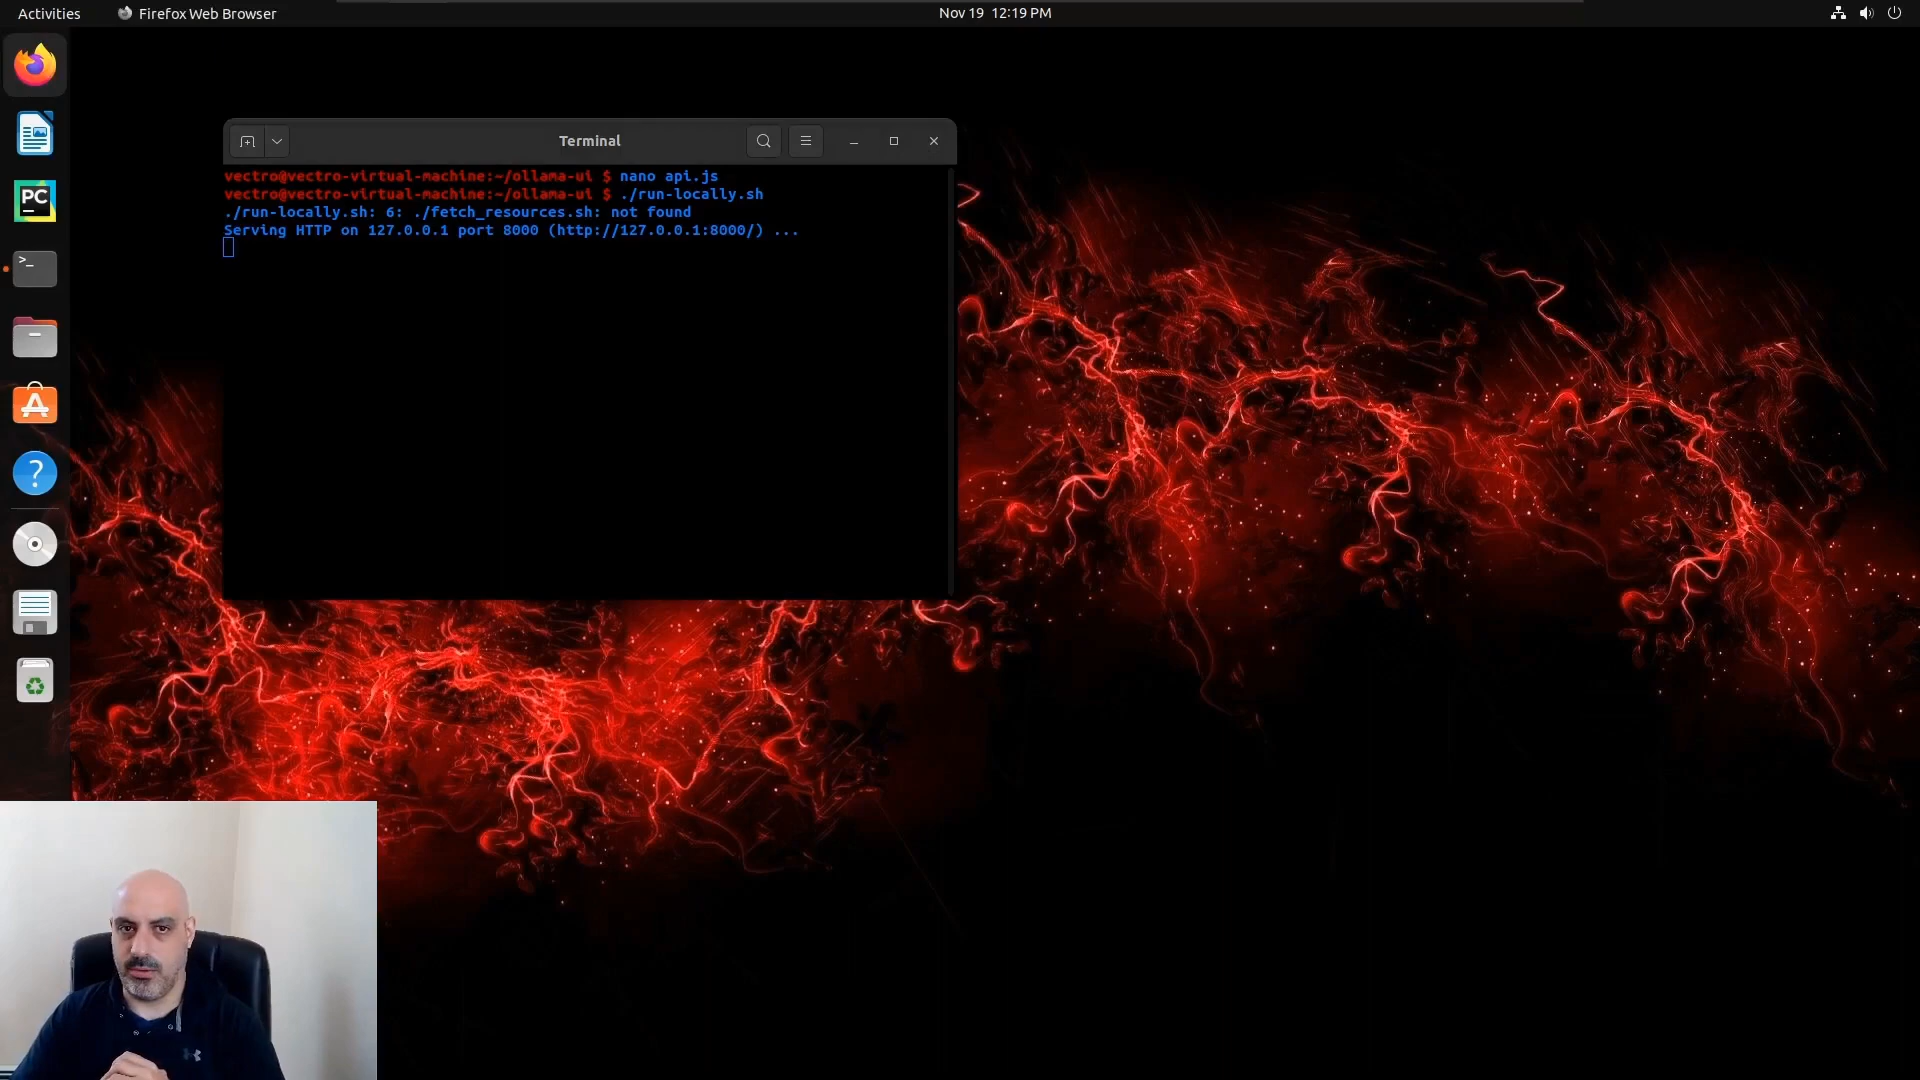 Activities
Firefox Web Browser
Nov 19 12:19 PM
Terminal
vectro@vectro-virtual-machine:~/ollama-ui $ nano api.js
vectro@vectro-virtual-machine:~/ollama-ui $ ./run-locally.sh
./run-locally.sh: 6: ./fetch_resources.sh: not found
Serving HTTP on 127.0.0.1 port 8000 (http://127.0.0.1:8000/) ...
PC
>_
?